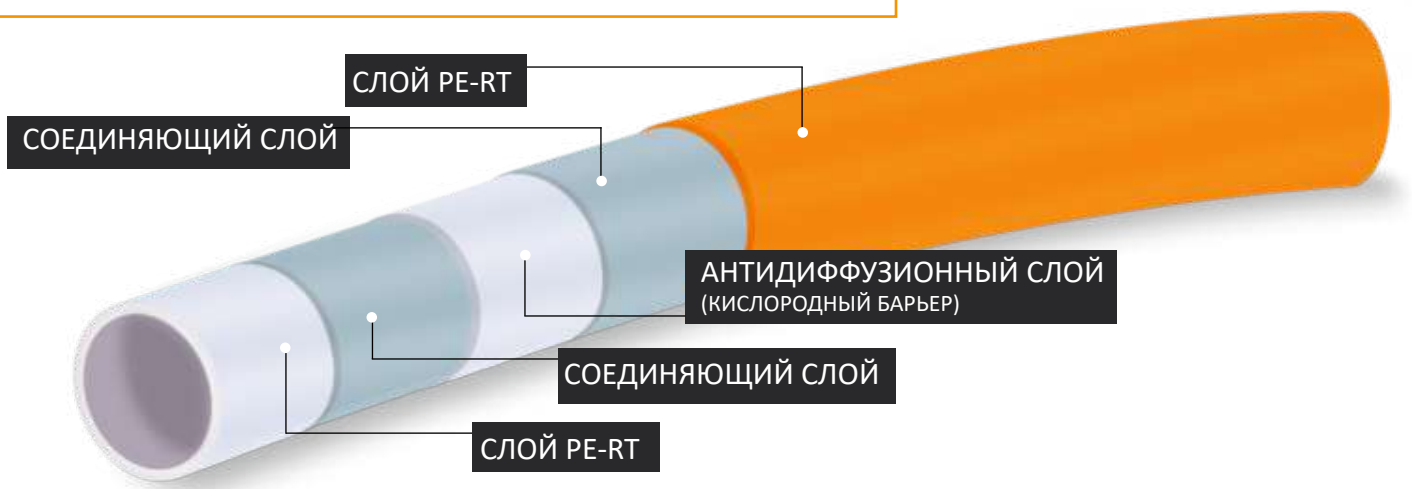 СЛОЙ PE-RT
СОЕДИНЯЮЩИЙ СЛОЙ
АНТИДИФФУЗИОННЫЙ СЛОЙ
(КИСЛОРОДНЫЙ БАРЬЕР)
СОЕДИНЯЮЩИЙ СЛОЙ
СЛОЙ PE-RT